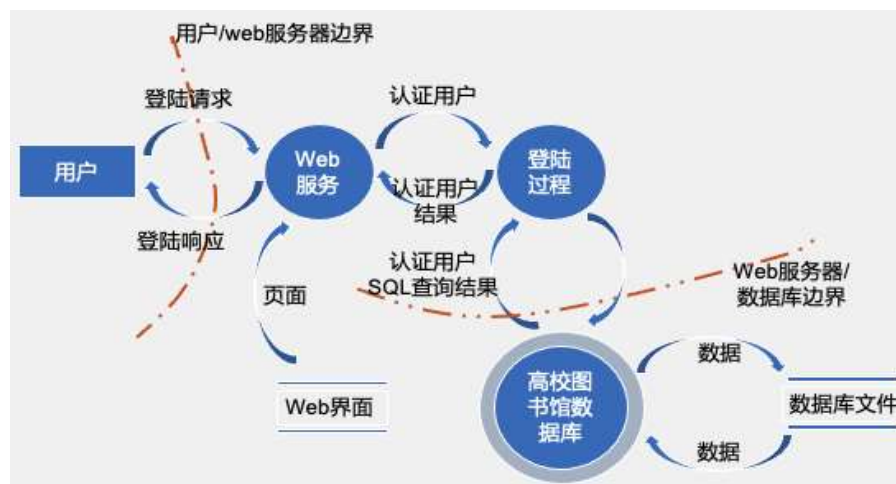 用户/web服务器边界
登陆请求
认证用户
用户
Web
服务
登陆
过程
认证用户
结果
登陆响应
认证用户
SQL查询结果
Web服务器/
数据库边界
页面
Web界面
高校图
书馆数
据库
数据
数据库文件
数据